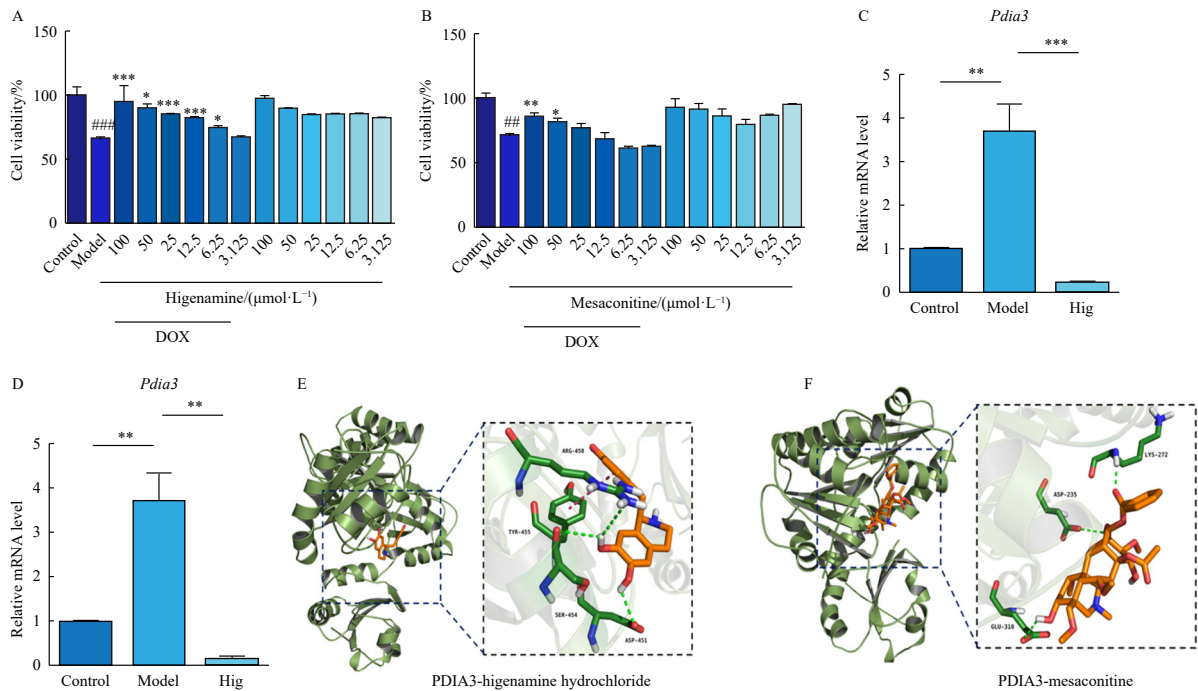 A
150
100
50
0
Cell viability/%
***
*
***
***
*
###
Control
Model
100
50
25
12.5
6.25
3.125
100
50
25
12.5
6.25
3.125
Higenamine/(μmol·L⁻¹)
DOX
B
150
100
50
0
Cell viability/%
**
*
##
Control
Model
100
50
25
12.5
6.25
3.125
100
50
25
12.5
6.25
3.125
Mesaconitine/(μmol·L⁻¹)
DOX
C
Pdia3
***
**
5
4
3
2
1
0
Relative mRNA level
Control Model Hig
D
Pdia3
**
**
5
4
3
2
1
0
Relative mRNA level
Control Model Hig
E
ARG-458
TYR-455
SER-454
ASP-451
PDIA3-higenamine hydrochloride
F
LYS-272
ASP-235
GLU-310
PDIA3-mesaconitine